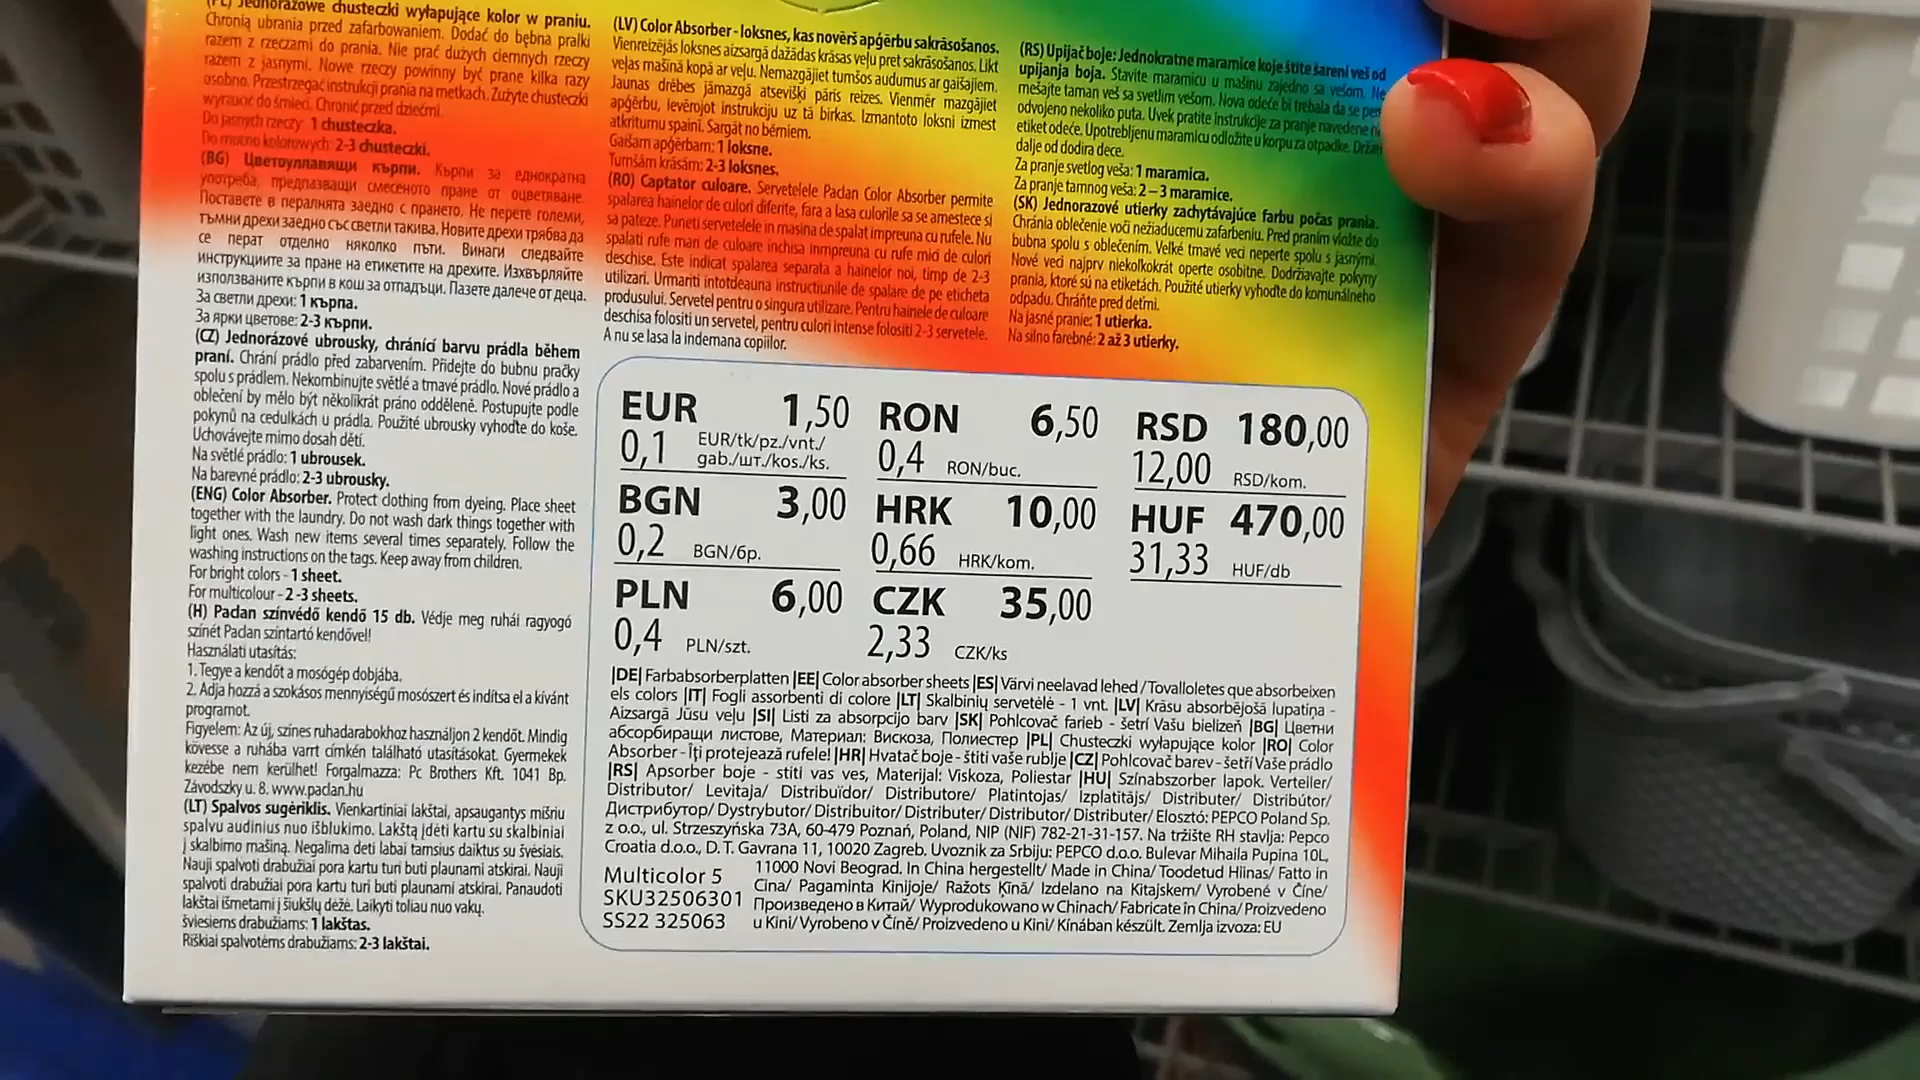 (PL) Jednorazowe chusteczki wyłapujące kolor w praniu.
Chronią ubrania przed zafarbowaniem. Dodać do bębna pralki
razem z rzeczami do prania. Nie prać dużych ciemnych rzeczy
razem z jasnymi. Nowe rzeczy powinny być prane kilka razy
osobno. Przestrzegać instrukcji prania na metkach. Zużyte chusteczki
wyrzucić do śmieci. Chronić przed dziećmi.
Do jasnych rzeczy: 1 chusteczka.
Do mocno kolorowych: 2-3 chusteczki.
(BG) Цветоулавящи кърпи. Кърпи за еднократна
употреба, предпазващи смесеното пране от оцветяване.
Поставете в пералнята заедно с прането. Не перете големи,
тъмни дрехи заедно със светли такива. Новите дрехи трябва да
се перат отделно няколко пъти. Винаги следвайте
инструкциите за пране на етикетите на дрехите. Изхвърляйте
използваните кърпи в кош за отпадъци. Пазете далече от деца.
За светли дрехи: 1 кърпа.
За ярки цветове: 2-3 кърпи.
(CZ) Jednorázové ubrousky, chránící barvu prádla během
praní. Chrání prádlo před zabarvením. Přidejte do bubnu pračky
spolu s prádlem. Nekombinujte světlé a tmavé prádlo. Nové prádlo a
oblečení by mělo být několikrát práno odděleně. Postupujte podle
pokynů na cedulkách u prádla. Použité ubrousky vyhoďte do koše.
Uchovávejte mimo dosah dětí.
Na světlé prádlo: 1 ubrousek.
Na barevné prádlo: 2-3 ubrousky.
(ENG) Color Absorber. Protect clothing from dyeing. Place sheet
together with the laundry. Do not wash dark things together with
light ones. Wash new items several times separately. Follow the
washing instructions on the tags. Keep away from children.
For bright colors - 1 sheet.
For multicolour - 2 -3 sheets.
(H) Paclan színvédő kendő 15 db. Védje meg ruhái ragyogó
színét Paclan színtartó kendővel!
Használati utasítás:
1. Tegye a kendőt a mosógép dobjába.
2. Adja hozzá a szokásos mennyiségű mosószert és indítsa el a kívánt
programot.
Figyelem: Az új, színes ruhadarabokhoz használjon 2 kendőt. Mindig
kövesse a ruhába varrt címkén található utasításokat. Gyermekek
kezébe nem kerülhet! Forgalmazza: Pc Brothers Kft. 1041 Bp.
Závodszky u. 8. www.paclan.hu
(LT) Spalvos sugėriklis. Vienkartiniai lakštai, apsaugantys mišriu
spalvu audinius nuo išblukimo. Lakštą įdėti kartu su skalbiniai
į skalbimo mašiną. Negalima deti labai tamsius daiktus su šviesiais.
Nauji spalvoti drabužiai pora kartu turi buti plaunami atskirai. Nauji
spalvoti drabužiai pora kartu turi buti plaunami atskirai. Panaudoti
lakštai išmetami į šiukšlų dėžė. Laikyti toliau nuo vakų.
šviesiems drabužiams: 1 lakštas.
Riškiai spalvotėms drabužiams: 2-3 lakštai.
(LV) Color Absorber - loksnes, kas novērš apģērbu sakrāsošanos.
Vienreizējās loksnes aizsargā dažādas krāsas veļu pret sakrāsošanos. Likt
veļas mašīnā kopā ar veļu. Nemazgājiet tumšos audumus ar gaišajiem.
Jaunas drēbes jāmazgā atsevišķi pāris reizes. Vienmēr mazgājiet
apģērbu, ievērojot instrukciju uz tā birkas. Izmantoto loksni izmest
atkritumu spainī. Sargāt no bērniem.
Gaišam apģērbam: 1 loksne.
Tumšām krāsām: 2-3 loksnes.
(RO) Captator culoare. Servetelele Paclan Color Absorber permite
spalarea hainelor de culori diferite, fara a lasa culorile sa se amestece si
sa pateze. Puneti servetelele in masina de spalat impreuna cu rufele. Nu
spalati rufe mari de culoare inchisa inmpreuna cu rufe mici de culori
deschise. Este indicat spalarea separata a hainelor noi, timp de 2-3
utilizari. Urmariti intotdeauna instructiunile de spalare de pe eticheta
produsului. Servetel pentru o singura utilizare. Pentru hainele de culoare
deschisa folositi un servetel, pentru culori intense folositi 2-3 servetele.
A nu se lasa la indemana copiilor.
(RS) Upijač boje: Jednokratne maramice koje štite šareni veš od
upijanja boja. Stavite maramicu u mašinu zajedno sa vešom. Ne
mešajte taman veš sa svetlim vešom. Nova odeće bi trebala da se
odvojeno nekoliko puta. Uvek pratite instrukcije za pranje navedene
etiket odeće. Upotrebljenu maramicu odložite u korpu za otpadke.
dalje od dodira dece.
Za pranje svetlog veša: 1 maramica.
Za pranje tamnog veša: 2 – 3 maramice.
(SK) Jednorazové utierky zachytávajúce farbu počas prania.
Chránia oblečenie voči nežiaducemu zafarbeniu. Pred praním vložte do
bubna spolu s oblečením. Veľké tmavé veci neperte spolu s jasnými.
Nové veci najprv niekoľkokrát operte osobitne. Dodržiavajte pokyny
prania, ktoré sú na etiketách. Použité utierky vyhoďte do komunálneho
odpadu. Chráňte pred deťmi.
Na jasné pranie: 1 utierka.
Na silno farebné: 2 až 3 utierky.
EUR 1,50
0,1 EUR/tk/pz./vnt./
gab./шт./kos./ks.
RON 6,50
0,4 RON/buc.
RSD 180,00
12,00 RSD/kom.
BGN 3,00
0,2 BGN/бр.
HRK 10,00
0,66 HRK/kom.
HUF 470,00
31,33 HUF/db
PLN 6,00
0,4 PLN/szt.
CZK 35,00
2,33 CZK/ks
|DE| Farbabsorberplatten |EE| Color absorber sheets |ES| Värvi neelavad lehed / Tovalloletes que absorbeixen
els colors |IT| Fogli assorbenti di colore |LT| Skalbinių servetėlė - 1 vnt. |LV| Krāsu absorbējošā lupatiņa -
Aizsargā Jūsu veļu |SI| Listi za absorpcijo barv |SK| Pohlcovač farieb - šetrí Vašu bielizeň |BG| Цветни
абсорбиращи листове, Материал: Вискоза, Полиестер |PL| Chusteczki wyłapujące kolor |RO| Color
Absorber - Îți protejează rufele! |HR| Hvatač boje - štiti vaše rublje |CZ| Pohlcovač barev - šetří Vaše prádlo
|RS| Apsorber boje - stiti vas ves, Materijal: Viskoza, Poliestar |HU| Színabszorber lapok. Verteiler/
Distributor/ Levitaja/ Distribuïdor/ Distributore/ Platintojas/ Izplatītājs/ Distributer/ Distribútor/
Дистрибутор/ Dystrybutor/ Distribuitor/ Distributer/ Distributor/ Elosztó: PEPCO Poland Sp.
z o.o., ul. Strzeszyńska 73A, 60-479 Poznań, Poland, NIP (NIF) 782-21-31-157. Na tržište RH stavlja: Pepco
Croatia d.o.o., D. T. Gavrana 11, 10020 Zagreb. Uvoznik za Srbiju: PEPCO d.o.o. Bulevar Mihaila Pupina 10L,
11000 Novi Beograd. In China hergestellt/ Made in China/ Toodetud Hiinas/ Fatto in
Cina/ Pagaminta Kinijoje/ Ražots Ķīnā/ Izdelano na Kitajskem/ Vyrobené v Číne/
Произведено в Китай/ Wyprodukowano w Chinach/ Fabricate în China/ Proizvedeno
u Kini/ Vyrobeno v Číně/ Proizvedeno u Kini/ Kínában készült. Zemlja izvoza: EU
Multicolor 5
SKU32506301
SS22 325063